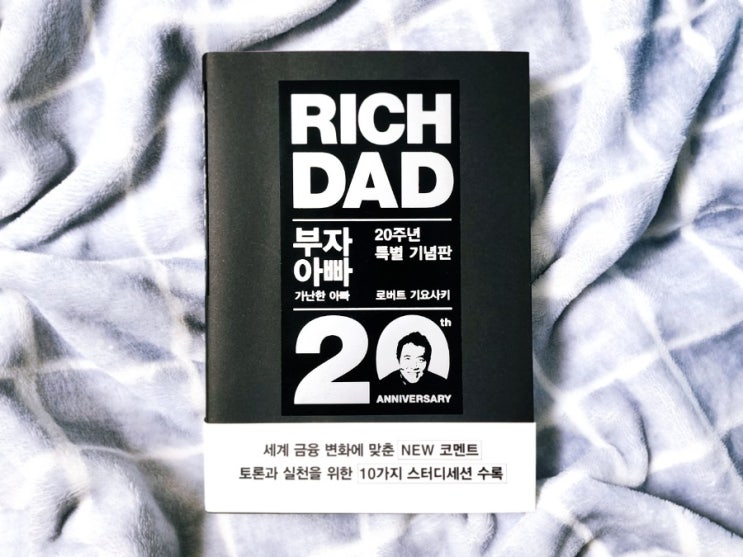 RICH
DAD
부자
아빠
가난한 아빠
20주년
특별 기념판
로버트 기요사키
20th
ANNIVERSARY
세계 금융 변화에 맞춘 NEW 코멘트
토론과 실천을 위한 10가지 스터디세션 수록